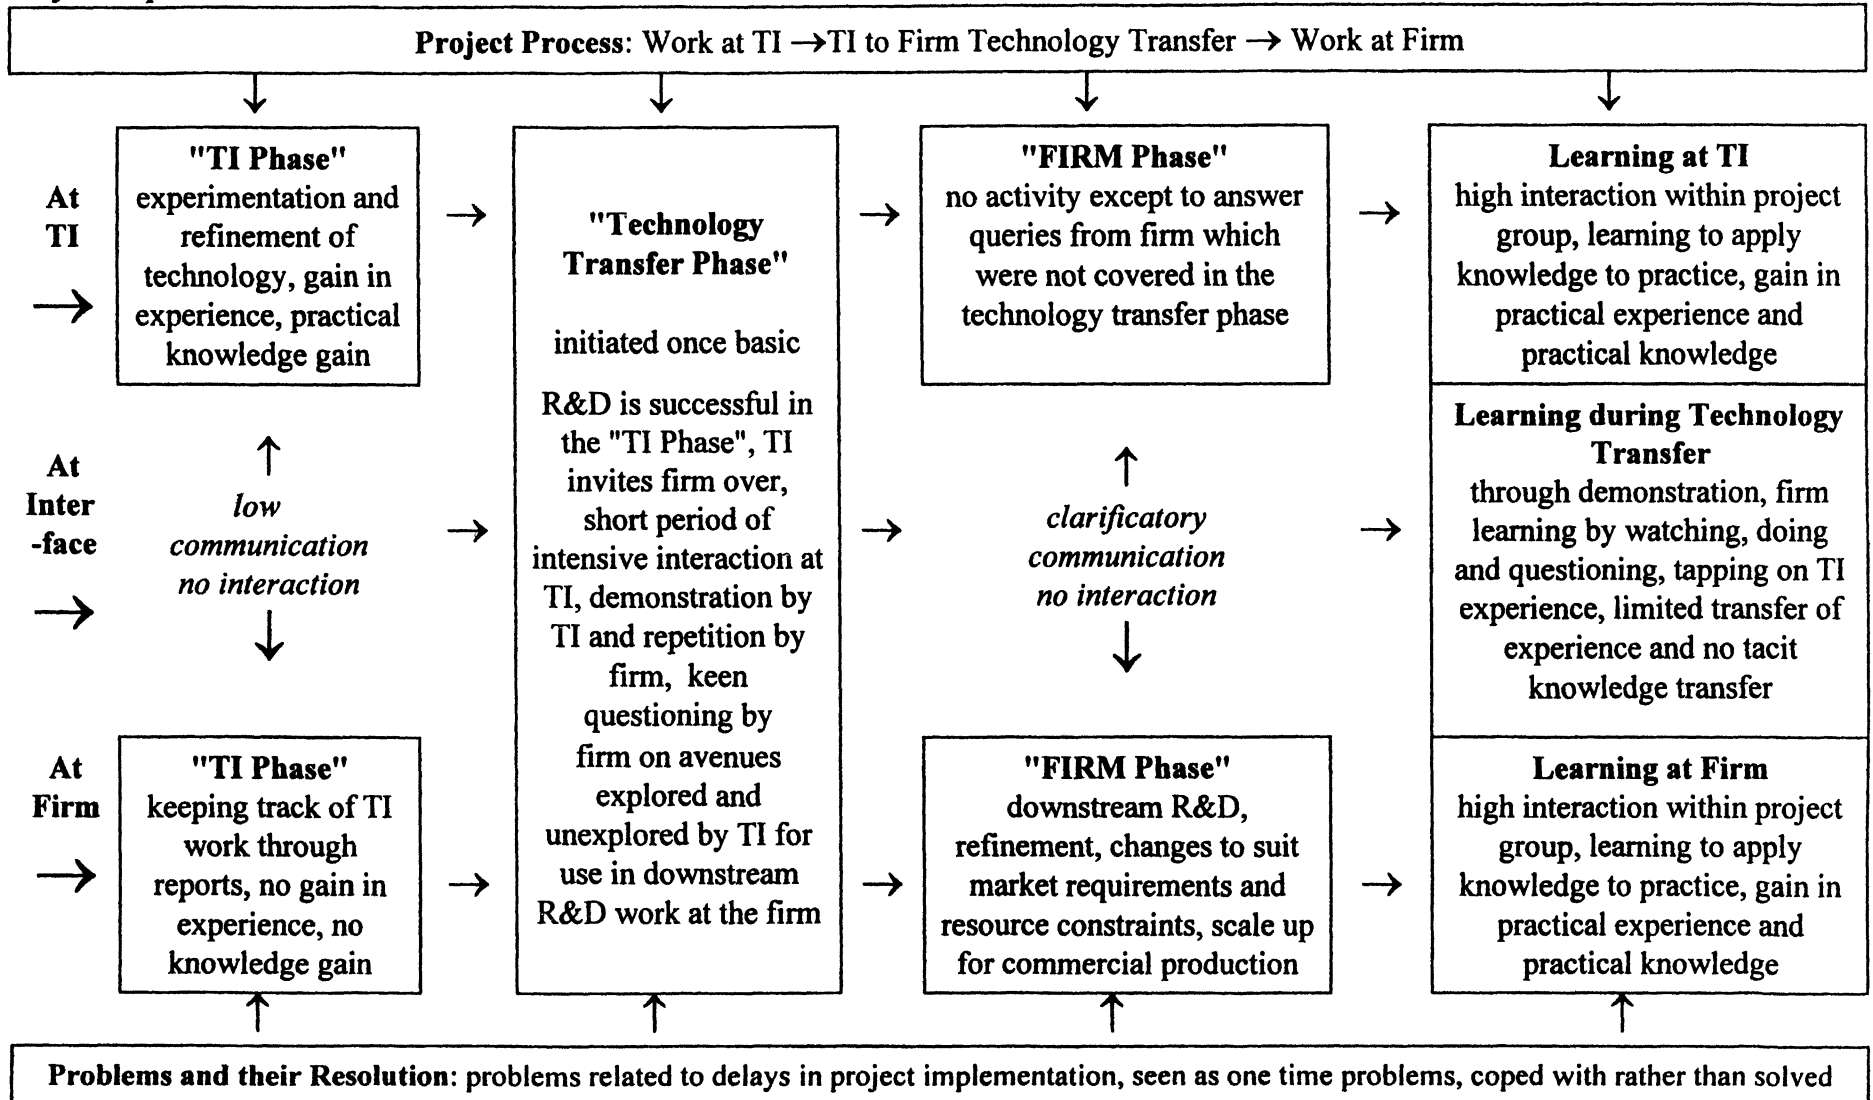 Project Process: Work at TI →TI to Firm Technology Transfer → Work at Firm
At
TI
"TI Phase"
experimentation and
refinement of
technology, gain in
experience, practical
knowledge gain
At
Inter
-face
low
communication
no interaction
At
Firm
"TI Phase"
keeping track of TI
work through
reports, no gain in
experience, no
knowledge gain
"Technology
Transfer Phase"
initiated once basic
R&D is successful in
the "TI Phase", TI
invites firm over,
short period of
intensive interaction at
TI, demonstration by
TI and repetition by
firm, keen
questioning by
firm on avenues
explored and
unexplored by TI for
use in downstream
R&D work at the firm
"FIRM Phase"
no activity except to answer
queries from firm which
were not covered in the
technology transfer phase
clarificatory
communication
no interaction
"FIRM Phase"
downstream R&D,
refinement, changes to suit
market requirements and
resource constraints, scale up
for commercial production
Learning at TI
high interaction within project
group, learning to apply
knowledge to practice, gain in
practical experience and
practical knowledge
Learning during Technology
Transfer
through demonstration, firm
learning by watching, doing
and questioning, tapping on TI
experience, limited transfer of
experience and no tacit
knowledge transfer
Learning at Firm
high interaction within project
group, learning to apply
knowledge to practice, gain in
practical experience and
practical knowledge
Problems and their Resolution: problems related to delays in project implementation, seen as one time problems, coped with rather than solved